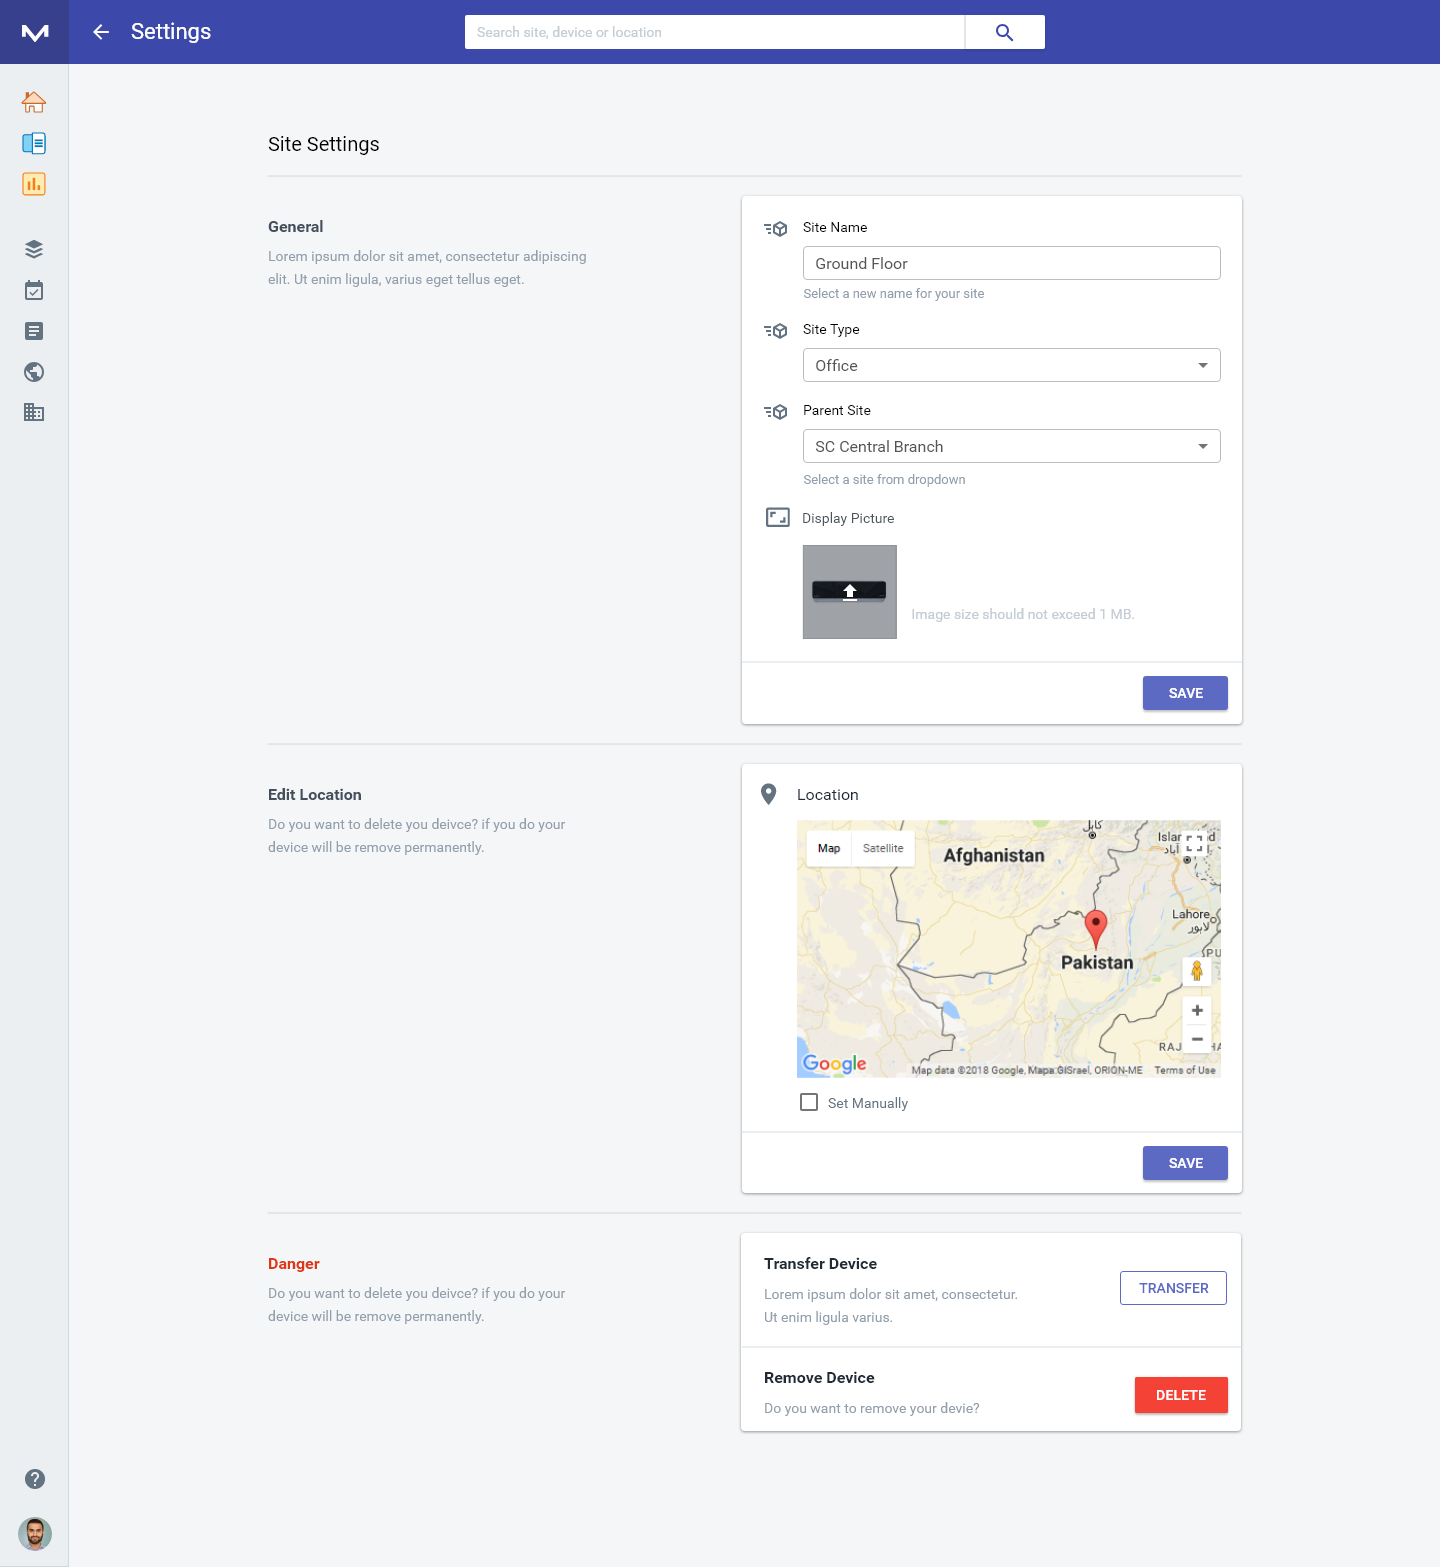 Settings
Search site, device or location
Site Settings
General
Lorem ipsum dolor sit amet, consectetur adipiscing
elit. Ut enim ligula, varius eget tellus eget.
Site Name
Ground Floor
Select a new name for your site
Site Type
Office
Parent Site
SC Central Branch
Select a site from dropdown
Display Picture
Image size should not exceed 1 MB.
SAVE
Edit Location
Do you want to delete you deivce? if you do your
device will be remove permanently.
Location
Map
Satellite
کابل
Afghanistan
Lahore
لاہور
Pakistan
Google
Map data ©2018 Google,
ORION-ME
Terms of Use
Set Manually
SAVE
Danger
Do you want to delete you deivce? if you do your
device will be remove permanently.
Transfer Device
Lorem ipsum dolor sit amet, consectetur.
Ut enim ligula varius.
TRANSFER
Remove Device
Do you want to remove your devie?
DELETE